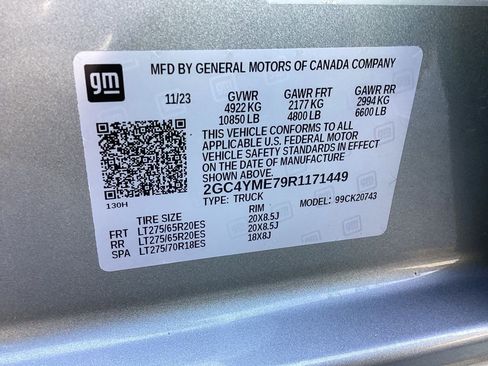 gm
MFD BY GENERAL MOTORS OF CANADA COMPANY
11/23 GVWR GAWR FRT GAWR RR
4922 KG 2177 KG 2994 KG
10850 LB 4800 LB 6600 LB
THIS VEHICLE CONFORMS TO ALL
APPLICABLE U.S. FEDERAL MOTOR
VEHICLE SAFETY STANDARDS IN EFFECT
ON THE DATE OF MANUFACTURE
SHOWN ABOVE.
2GC4YME79R1171449
130H TYPE: TRUCK MODEL: 99CK20743
TIRE SIZE RIM
FRT LT275/65R20ES 20X8.5J
RR LT275/65R20ES 20X8.5J
SPA LT275/70R18ES 18X8J